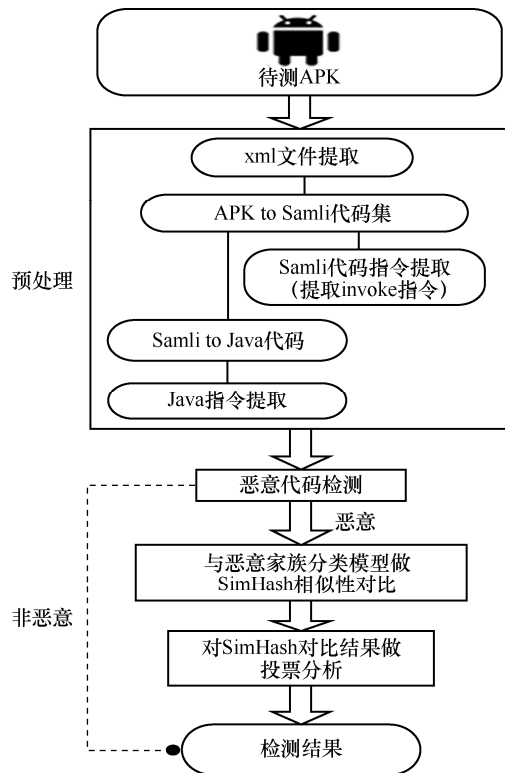 待测APK
xml文件提取
APK to Samli代码集
Samli代码指令提取
（提取invoke指令）
预处理
Samli to Java代码
Java指令提取
恶意代码检测
恶意
与恶意家族分类模型做
SimHash相似性对比
非恶意
对SimHash对比结果做
投票分析
检测结果